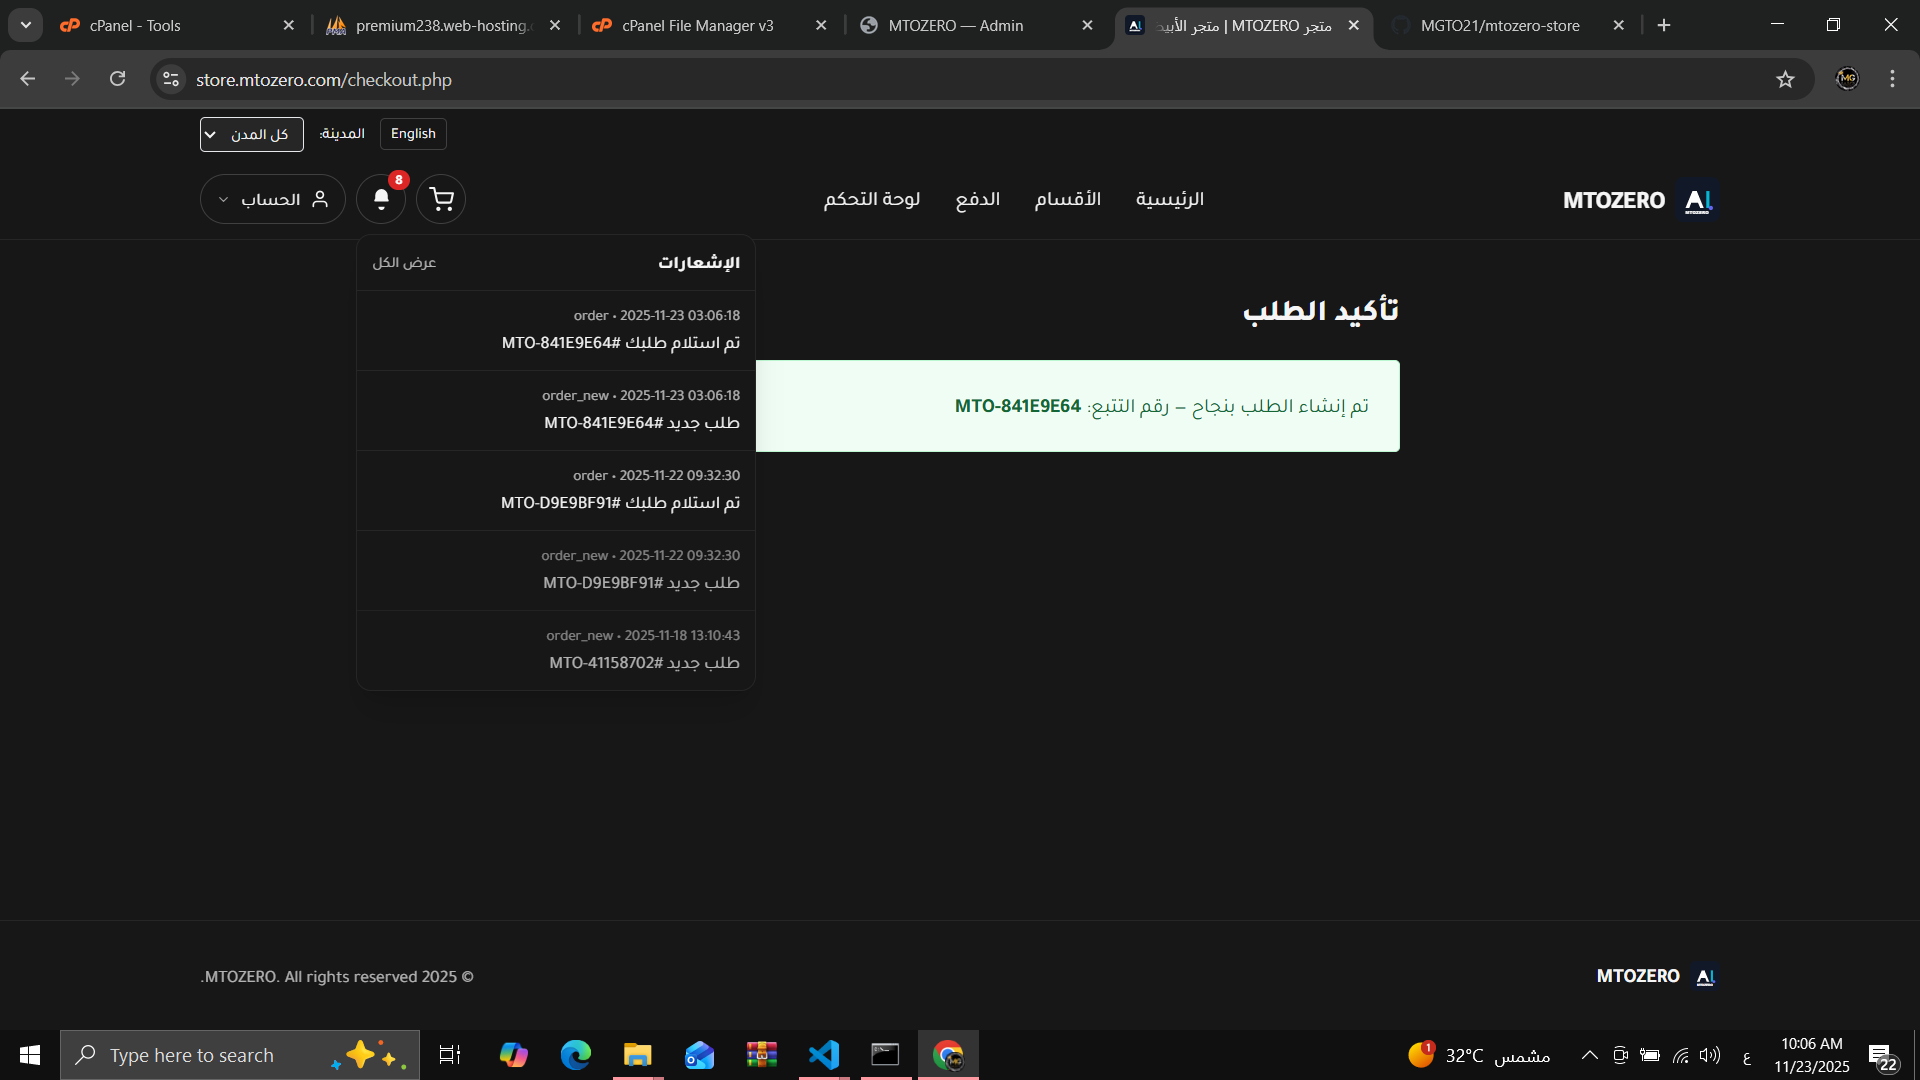 cPanel - Tools
premium238.web-hosting.
cPanel File Manager v3
MTOZERO — Admin
متجر MTOZERO | متجر الأبيض
MGTO21/mtozero-store
store.mtozero.com/checkout.php
English
المدينة:
كل المدن
MTOZERO
الرئيسية
الأقسام
الدفع
لوحة التحكم
8
الحساب
الإشعارات
عرض الكل
order • 2025-11-23 03:06:18
تم استلام طلبك #MTO-841E9E64
order_new • 2025-11-23 03:06:18
طلب جديد #MTO-841E9E64
order • 2025-11-22 09:32:30
تم استلام طلبك #MTO-D9E9BF91
order_new • 2025-11-22 09:32:30
طلب جديد #MTO-D9E9BF91
order_new • 2025-11-18 13:10:43
طلب جديد #MTO-41158702
تأكيد الطلب
تم إنشاء الطلب بنجاح – رقم التتبع: MTO-841E9E64
MTOZERO
© 2025 MTOZERO. All rights reserved.
Type here to search
1
32°C مشمس
ع
10:06 AM
11/23/2025
22